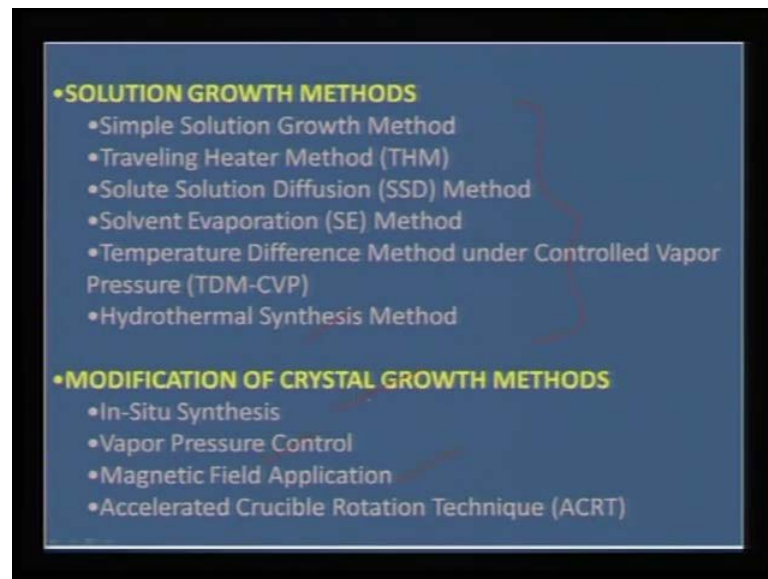 •SOLUTION GROWTH METHODS
•Simple Solution Growth Method
•Traveling Heater Method (THM)
•Solute Solution Diffusion (SSD) Method
•Solvent Evaporation (SE) Method
•Temperature Difference Method under Controlled Vapor
Pressure (TDM-CVP)
•Hydrothermal Synthesis Method
•MODIFICATION OF CRYSTAL GROWTH METHODS
•In-Situ Synthesis
•Vapor Pressure Control
•Magnetic Field Application
•Accelerated Crucible Rotation Technique (ACRT)